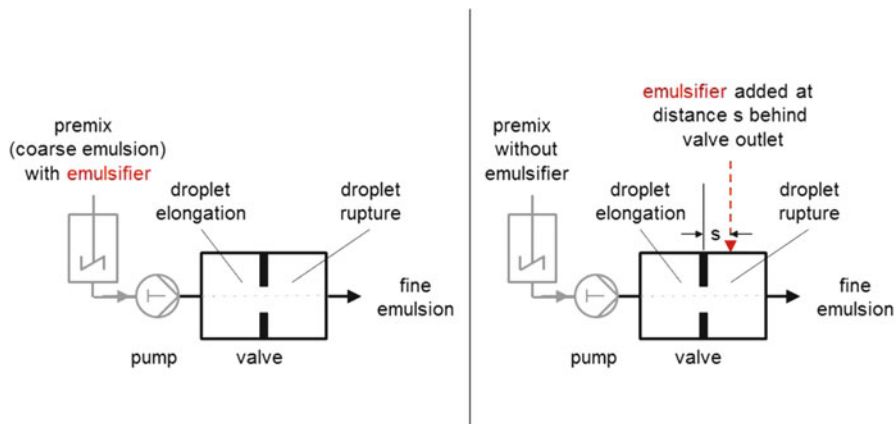 premix
(coarse emulsion)
with emulsifier
droplet
elongation
droplet
rupture
fine
emulsion
pump
valve
emulsifier added at
distance s behind
valve outlet
premix
without
emulsifier
droplet
elongation
droplet
rupture
s
fine
emulsion
pump
valve